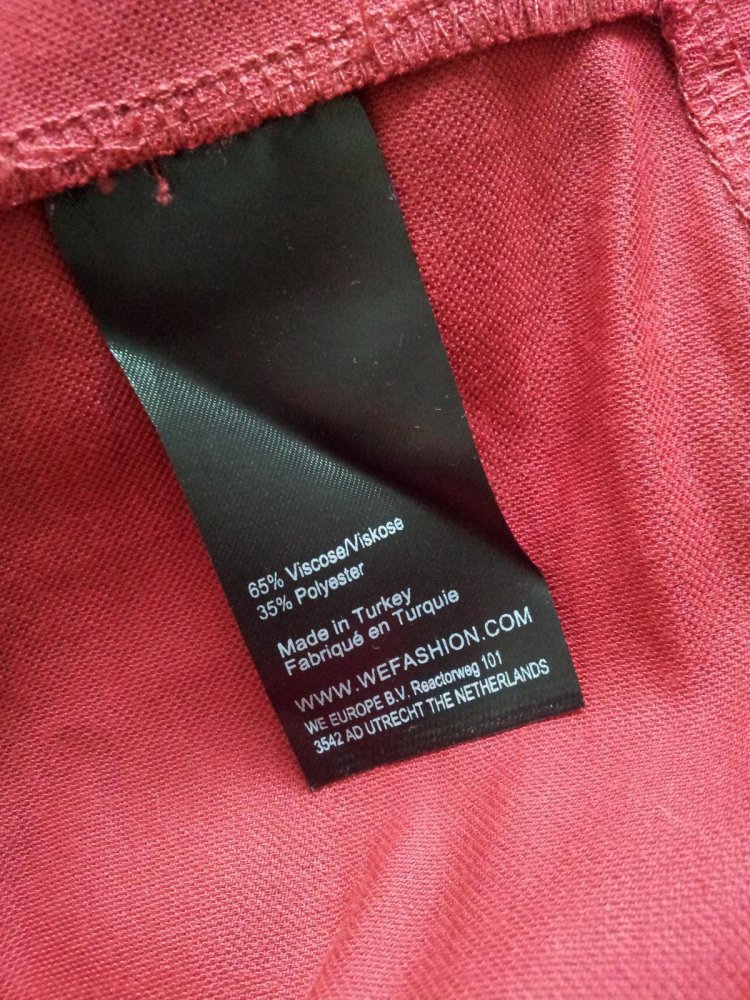 65% Viscose/Viskose
35% Polyester
Made in Turkey
Fabriqué en Turquie
WWW.WEFASHION.COM
WE EUROPE B.V. Reactorweg 101
3542 AD UTRECHT THE NETHERLANDS